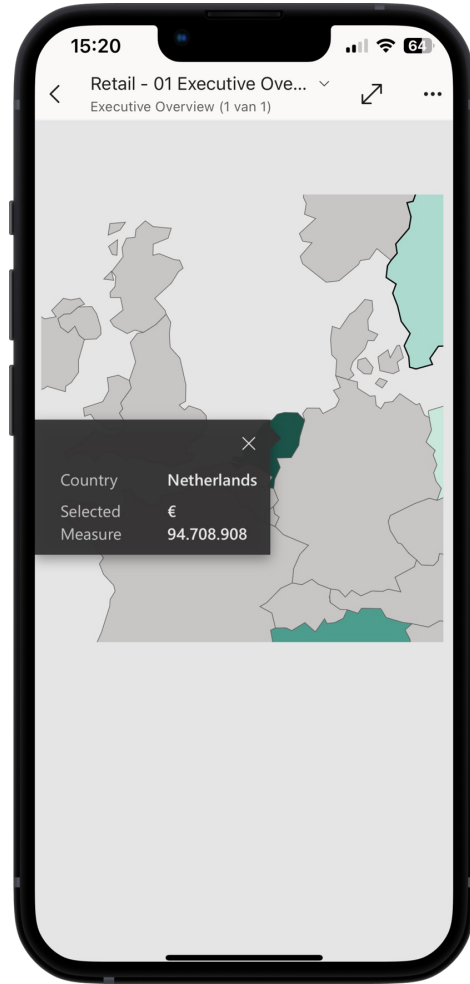 15:20
64
Retail - 01 Executive Ove...
Executive Overview (1 van 1)
Country Netherlands
Selected €
Measure 94.708.908